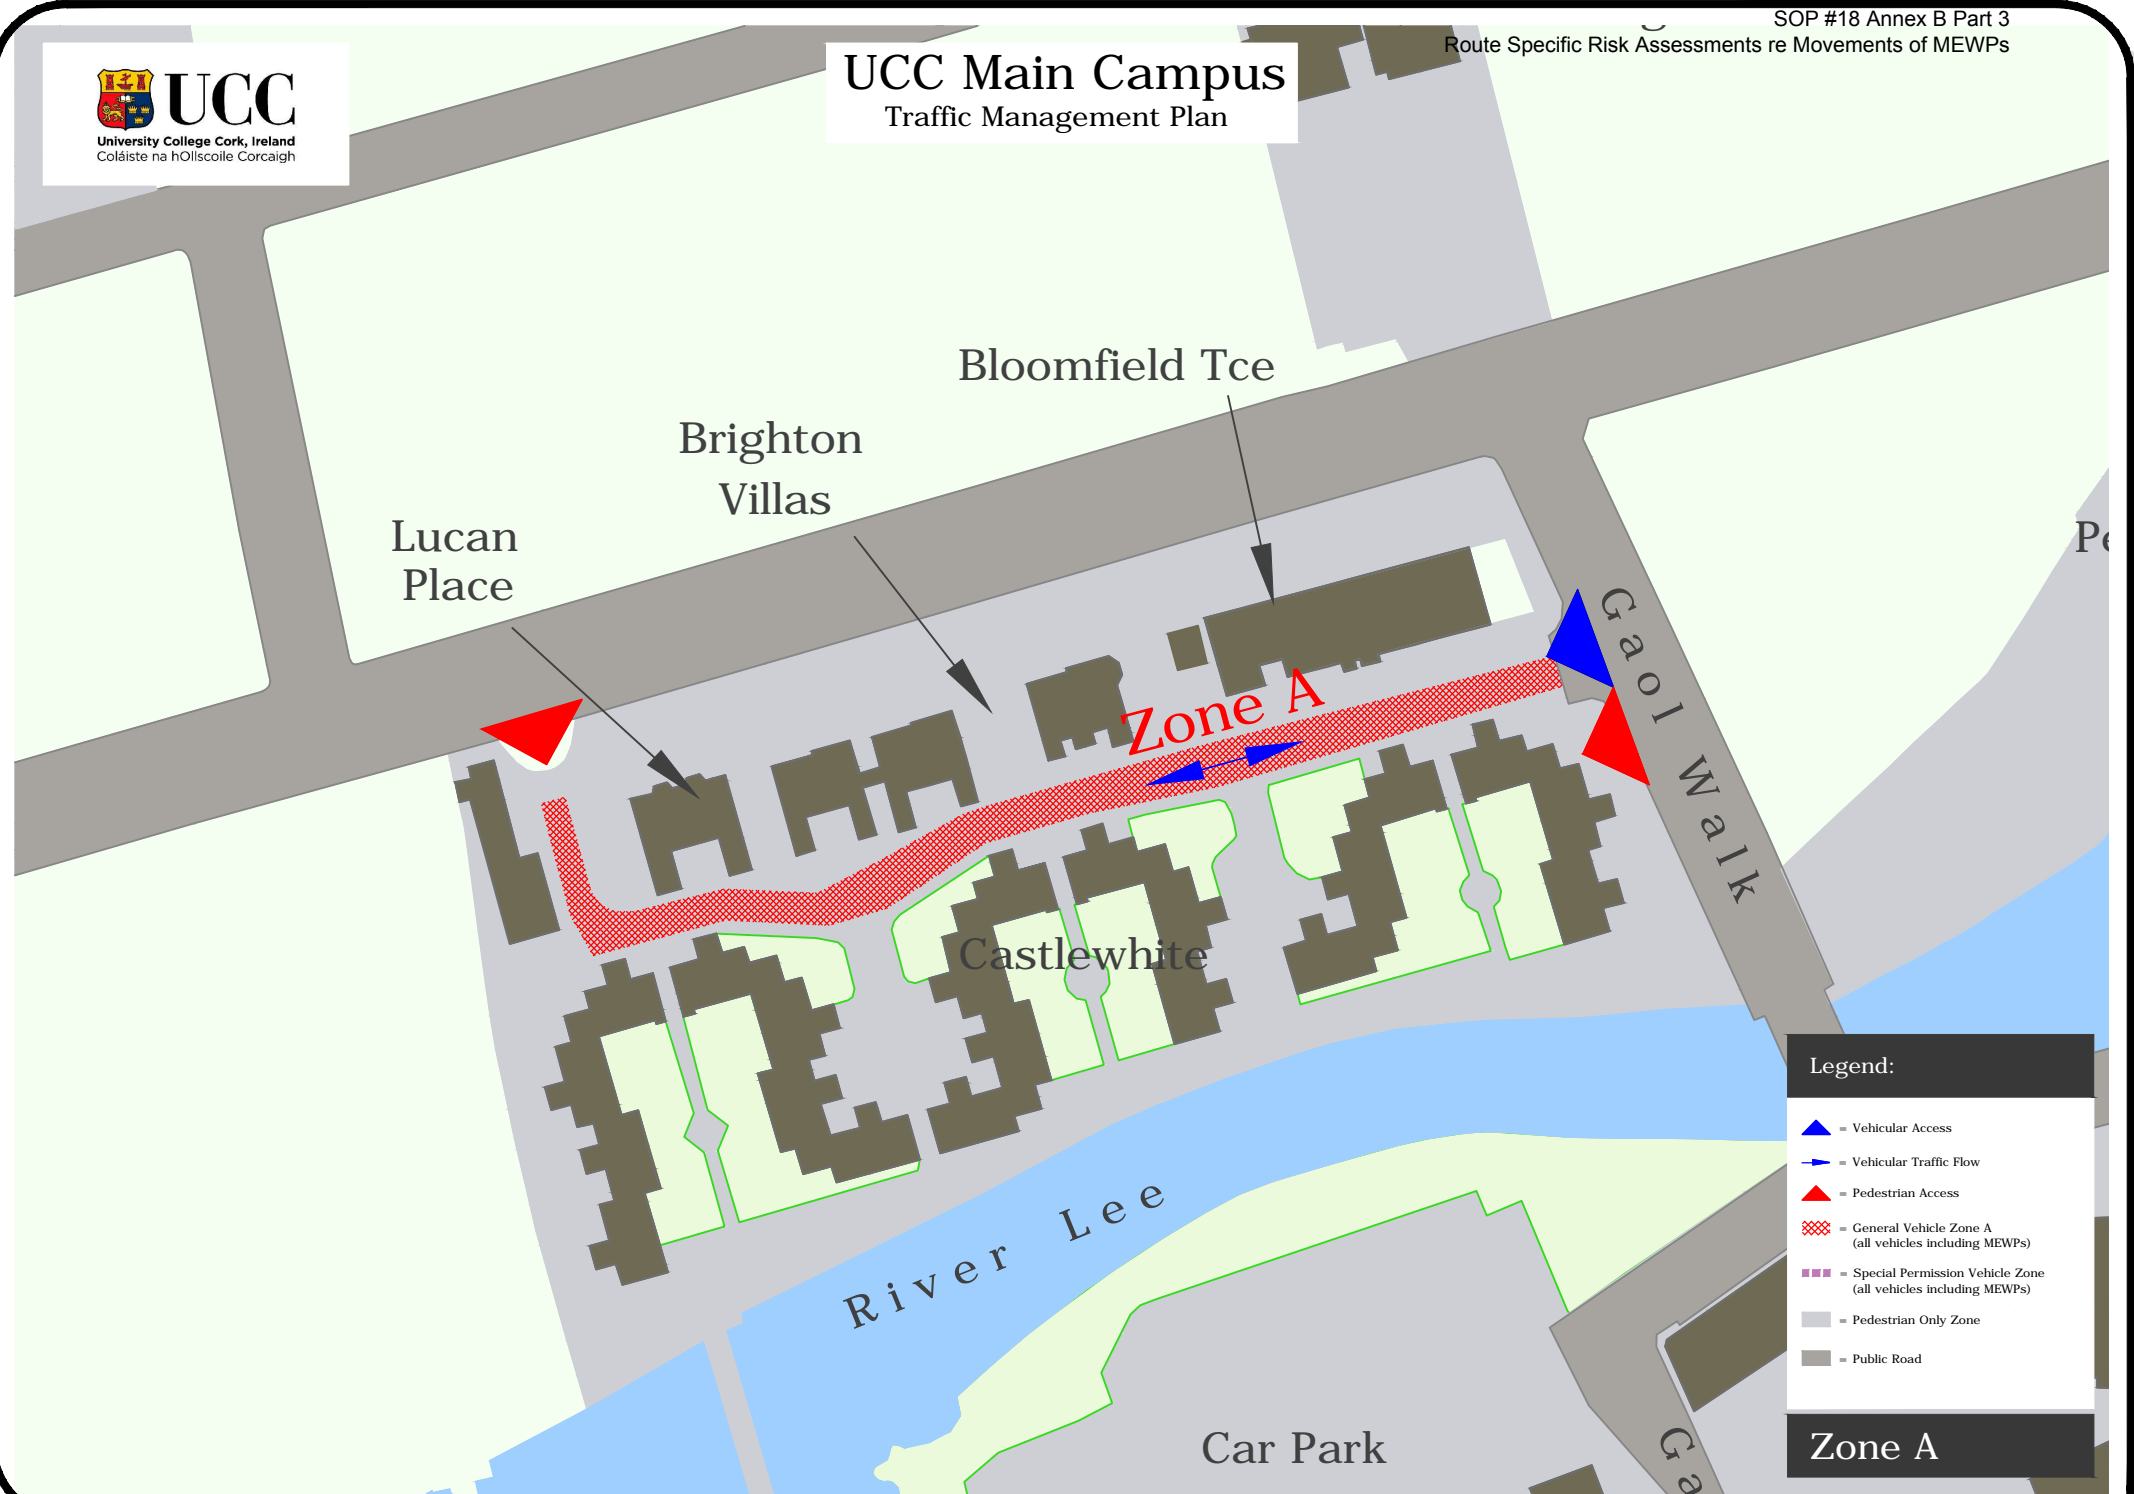 SOP #18 Annex B Part 3
Route Specific Risk Assessments re Movements of MEWPs
UCC
University College Cork, Ireland
Coláiste na hOllscoile Corcaigh
UCC Main Campus
Traffic Management Plan
Bloomfield Tce
Brighton
Villas
Lucan
Place
Pe
Gaol Walk
Zone A
Castlewhite
River Lee
Car Park
Ga
Legend:
= Vehicular Access
= Vehicular Traffic Flow
= Pedestrian Access
= General Vehicle Zone A
(all vehicles including MEWPs)
= Special Permission Vehicle Zone
(all vehicles including MEWPs)
= Pedestrian Only Zone
= Public Road
Zone A